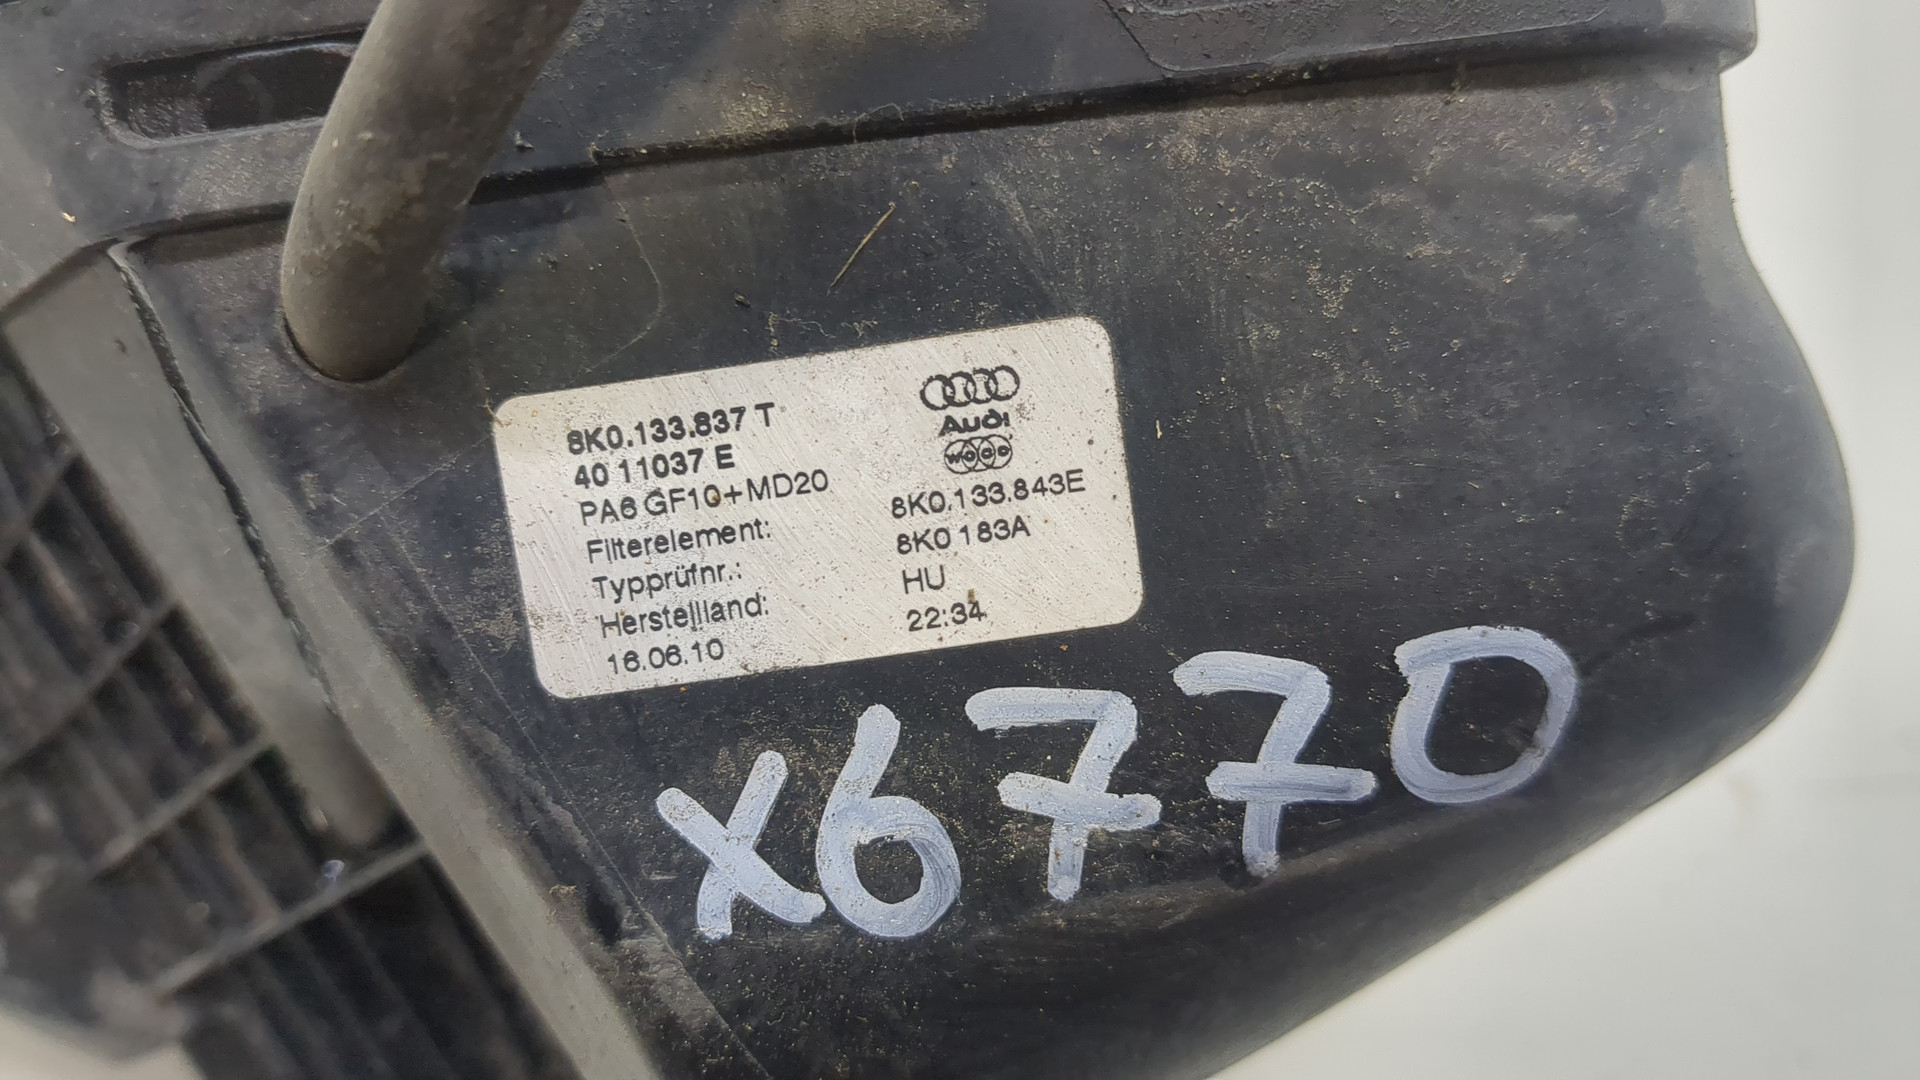 8K0.133.837 T
Audi
40 11037 E
woco
PA6 GF10+MD20
Filterelement: 8K0.133.843E
Typprüfnr.: 8K0 183A
Herstellland: HU
16.06.10 22:34
x6770